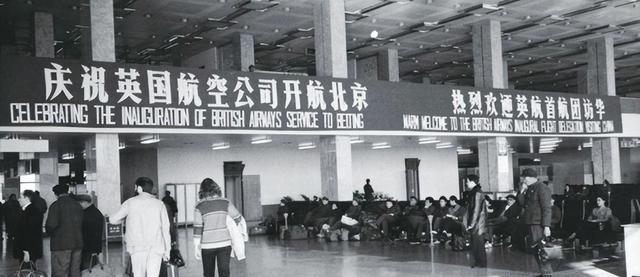 庆祝英国航空公司开航北京
CELEBRATING THE INAUGURATION OF BRITISH AIRWAYS SERVICE TO BEIJING
热烈欢迎英航首航团访华
WARM WELCOME TO THE BRITISH AIRWAYS INAUGURAL FLIGHT DELEGATION VISITING CHINA